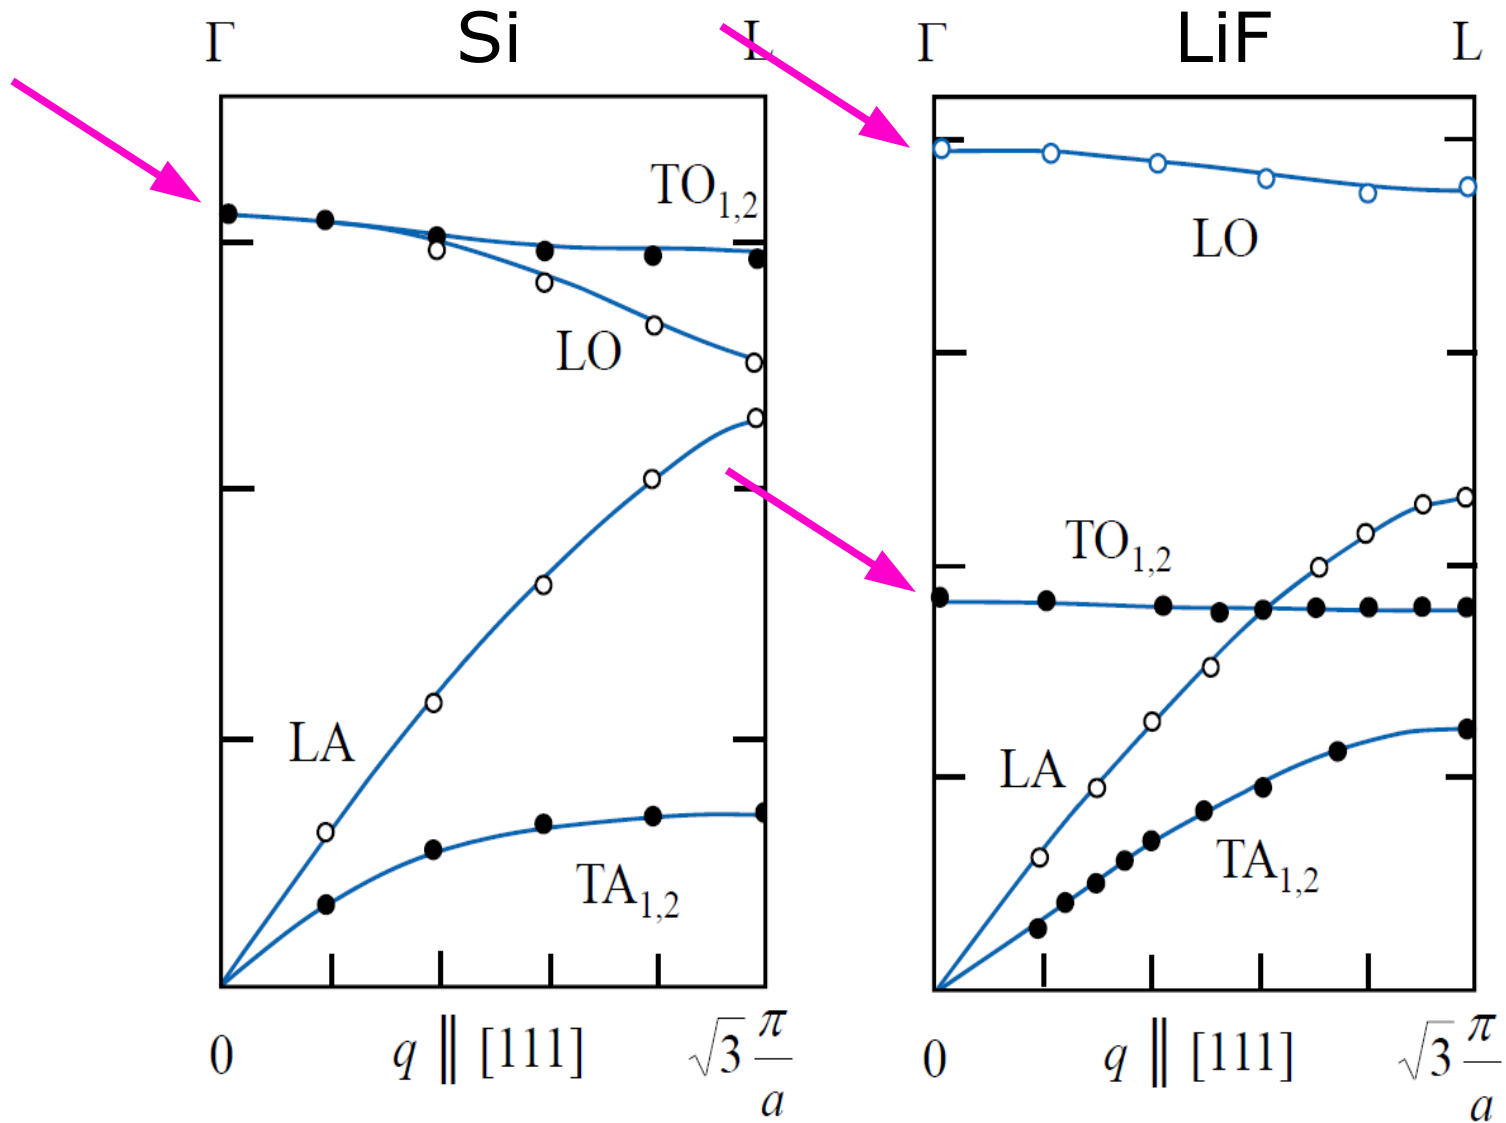 Si
LiF
Γ
L
Γ
L
TO1,2
LO
LA
TA1,2
LO
TO1,2
LA
TA1,2
0
q ∥ [111]
√3 π/a
0
q ∥ [111]
√3 π/a